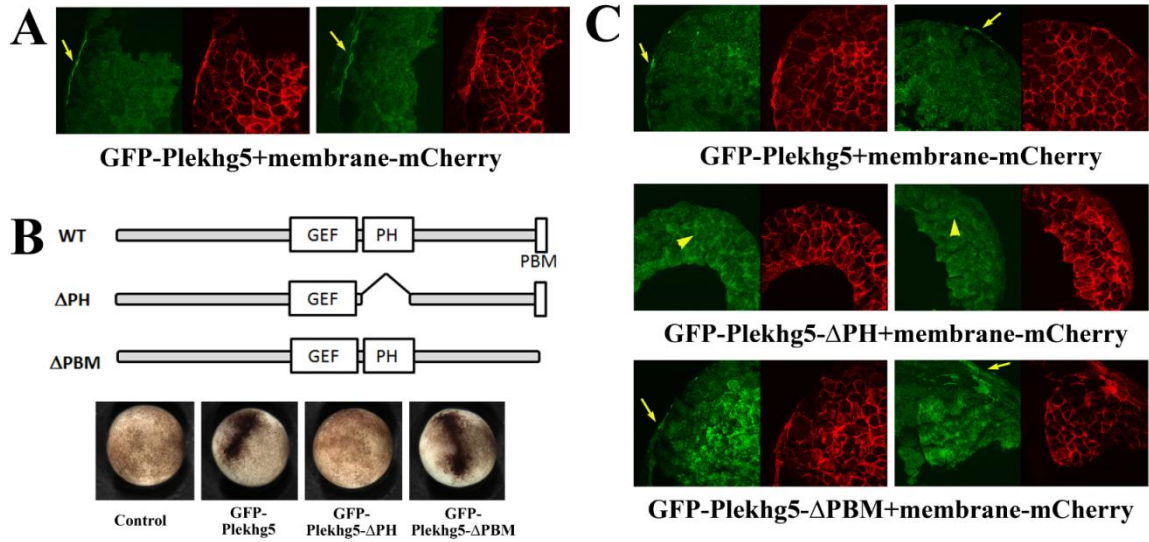 A
GFP-Plekhg5+membrane-mCherry
B
WT
GEF
PH
PBM
ΔPH
GEF
ΔPBM
GEF
PH
Control
GFP-
Plekhg5
GFP-
Plekhg5-ΔPH
GFP-
Plekhg5-ΔPBM
C
GFP-Plekhg5+membrane-mCherry
GFP-Plekhg5-ΔPH+membrane-mCherry
GFP-Plekhg5-ΔPBM+membrane-mCherry